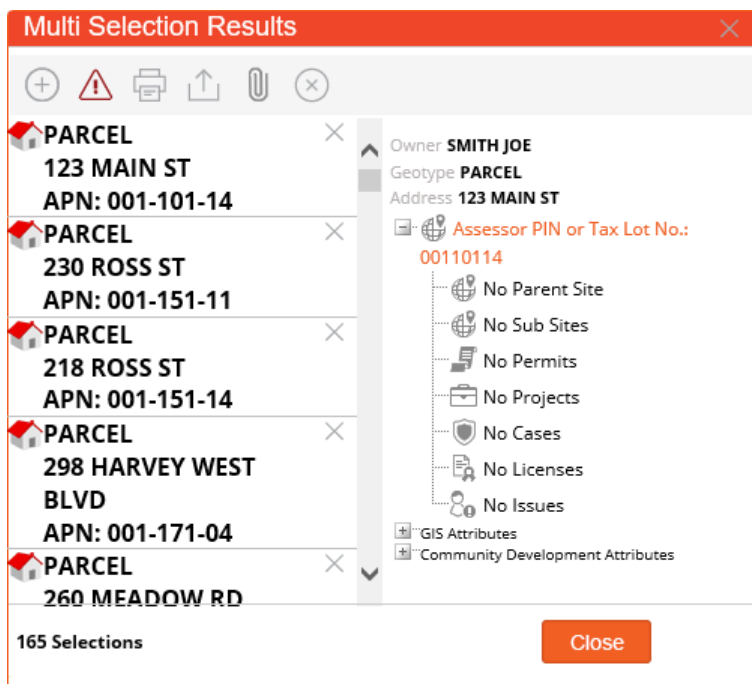 Multi Selection Results
PARCEL
123 MAIN ST
APN: 001-101-14
PARCEL
230 ROSS ST
APN: 001-151-11
PARCEL
218 ROSS ST
APN: 001-151-14
PARCEL
298 HARVEY WEST
BLVD
APN: 001-171-04
PARCEL
260 MEADOW RD
Owner SMITH JOE
Geotype PARCEL
Address 123 MAIN ST
Assessor PIN or Tax Lot No.:
00110114
No Parent Site
No Sub Sites
No Permits
No Projects
No Cases
No Licenses
No Issues
GIS Attributes
Community Development Attributes
165 Selections
Close